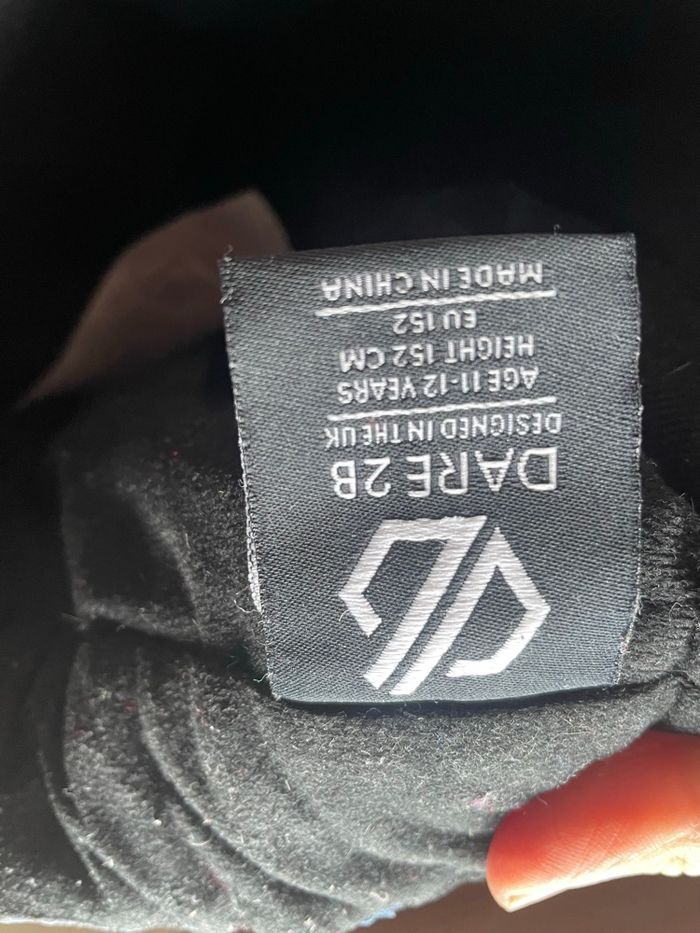 DARE 2B
DESIGNED IN THE UK
AGE 11-12 YEARS
HEIGHT 152 CM
EU 152
MADE IN CHINA